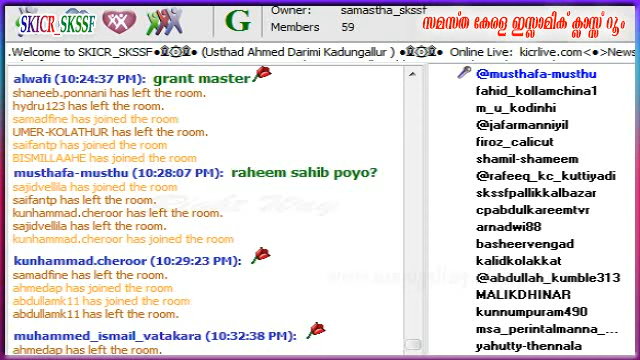 SKICR_SKSSF
G
Owner: samastha_skssf
Members 59
സമസ്ത കേരള ഇസ്ലാമിക് ക്ലാസ്സ് റൂം
.Welcome to SKICR_SKSSF (Usthad Ahmed Darimi Kadungallur ) Online Live: kicrlive.com<●>Nov
alwafi (10:24:37 PM): grant master
shaneeb.ponnani has left the room.
hydru123 has left the room.
samadfine has joined the room
UMER-KOLATHUR has left the room.
saifantp has joined the room
BISMILLAAHE has joined the room
musthafa-musthu (10:28:07 PM): raheem sahib poyo?
sajidvellila has joined the room
saifantp has left the room.
kunhammad.cheroor has left the room.
sajidvellila has left the room.
kunhammad.cheroor has joined the room
kunhammad.cheroor (10:29:23 PM):
samadfine has left the room.
ahmedap has joined the room
abdullamk11 has joined the room
abdullamk11 has left the room.
muhammed_ismail_vatakara (10:32:38 PM):
ahmedap has left the room.
@musthafa-musthu
fahid_kollamchina1
m_u_kodinhi
@jafarmanniyil
firoz_calicut
shamil-shameem
@rafeeq_kc_kuttiyadi
skssfpallikkalbazar
cpabdulkareemtvr
arnadwi88
basheervengad
kalidkolakkat
@abdullah_kumble313
MALIKDHINAR
kunnumpuram490
msa_perintalmanna_...
yahutty-thennala